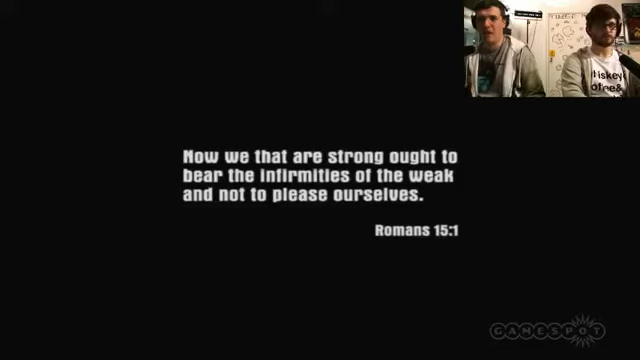 Now we that are strong ought to
bear the infirmities of the weak
and not to please ourselves.
Romans 15:1
GAMESPOT